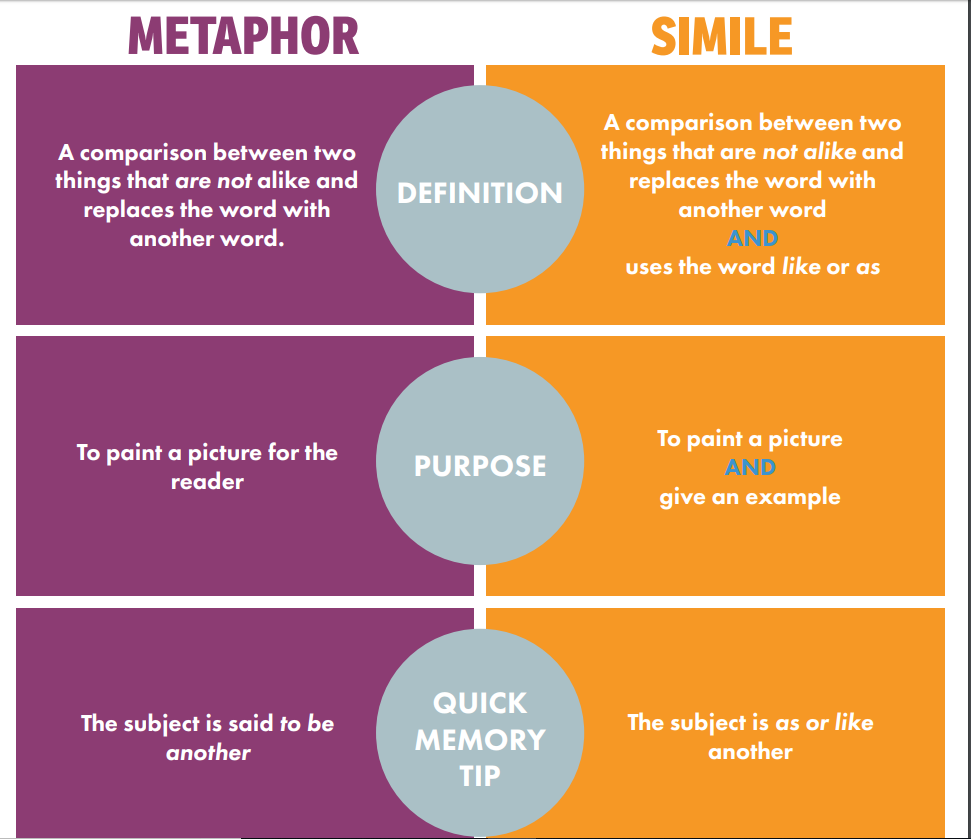 METAPHOR
SIMILE
A comparison between two
things that are not alike and
replaces the word with
another word.
DEFINITION
A comparison between two
things that are not alike and
replaces the word with
another word
AND
uses the word like or as
To paint a picture for the
reader
PURPOSE
To paint a picture
AND
give an example
The subject is said to be
another
QUICK
MEMORY
TIP
The subject is as or like
another